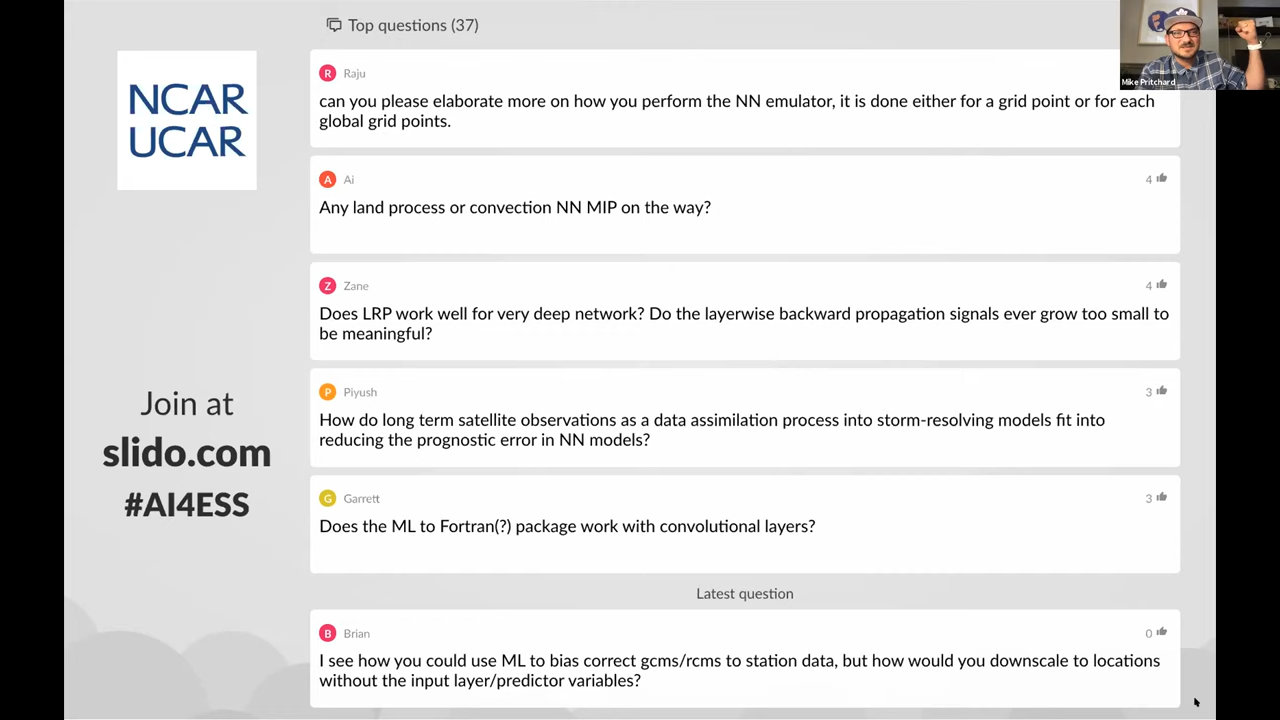 Top questions (37)
Mike Pritchard
NCAR
UCAR
R Raju
can you please elaborate more on how you perform the NN emulator, it is done either for a grid point or for each
global grid points.
A Ai 4
Any land process or convection NN MIP on the way?
Z Zane 4
Does LRP work well for very deep network? Do the layerwise backward propagation signals ever grow too small to
be meaningful?
P Piyush 3
How do long term satellite observations as a data assimilation process into storm-resolving models fit into
reducing the prognostic error in NN models?
Join at
slido.com
#AI4ESS
G Garrett 3
Does the ML to Fortran(?) package work with convolutional layers?
Latest question
B Brian 0
I see how you could use ML to bias correct gcms/rcms to station data, but how would you downscale to locations
without the input layer/predictor variables?